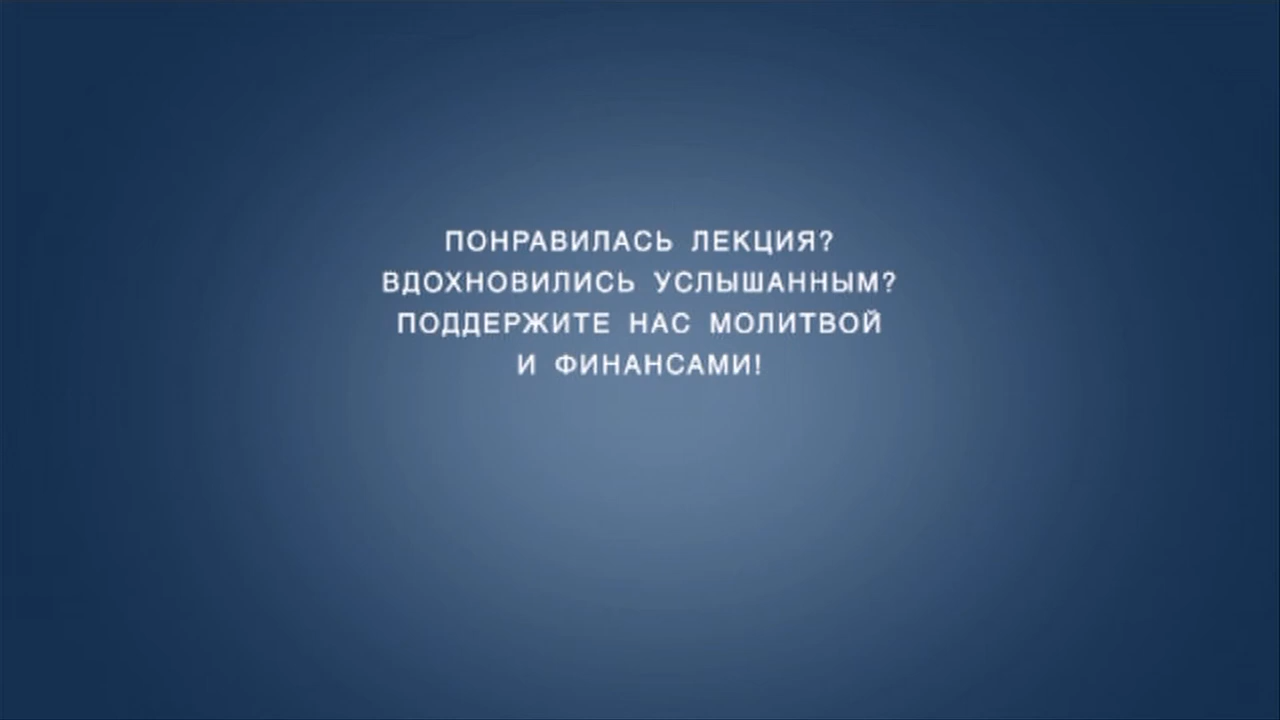 ПОНРАВИЛАСЬ ЛЕКЦИЯ?
ВДОХНОВИЛИСЬ УСЛЫШАННЫМ?
ПОДДЕРЖИТЕ НАС МОЛИТВОЙ
И ФИНАНСАМИ!